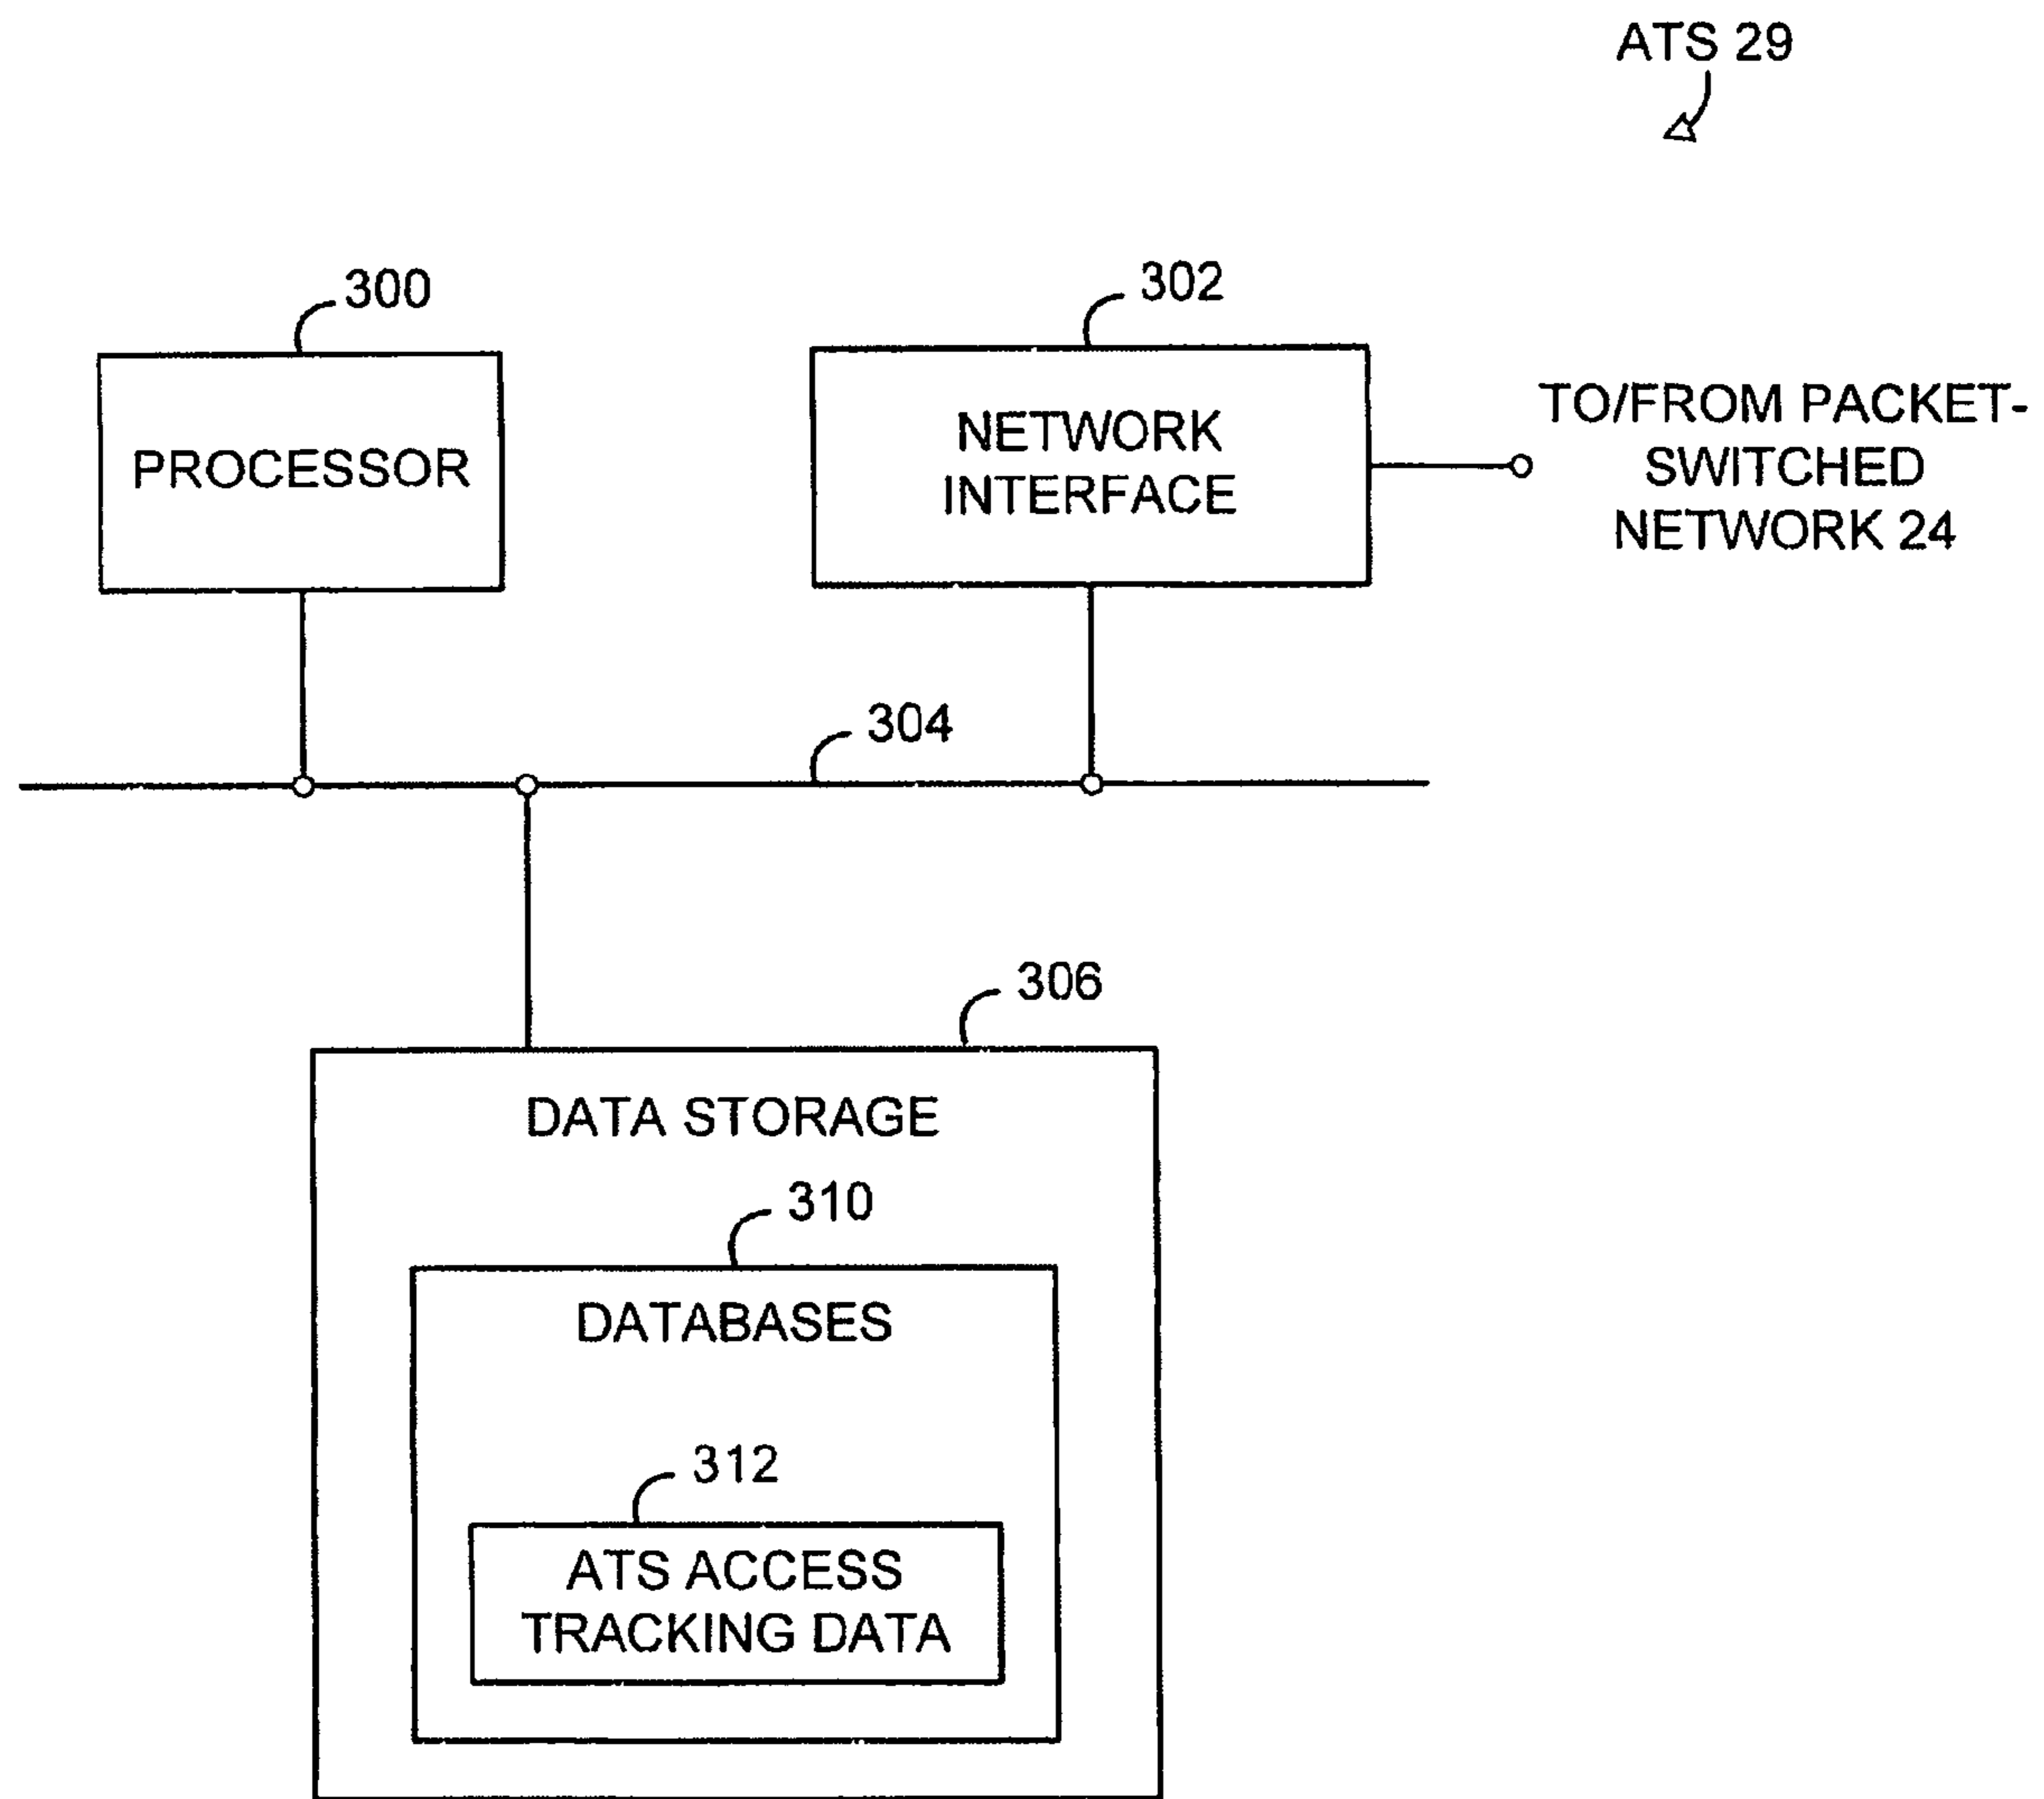 ATS 29
300
302
PROCESSOR
NETWORK
INTERFACE
TO/FROM PACKET-
SWITCHED
NETWORK 24
304
306
DATA STORAGE
310
DATABASES
312
ATS ACCESS
TRACKING DATA